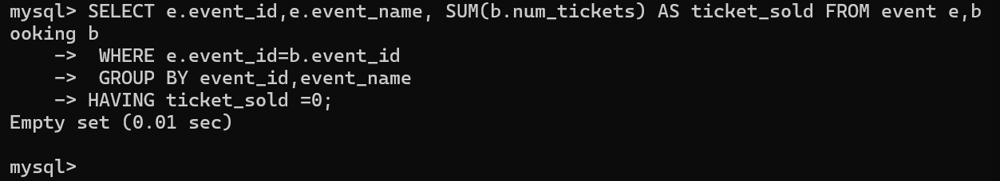 mysql> SELECT e.event_id,e.event_name, SUM(b.num_tickets) AS ticket_sold FROM event e,b
ooking b
    ->  WHERE e.event_id=b.event_id
    ->  GROUP BY event_id,event_name
    -> HAVING ticket_sold =0;
Empty set (0.01 sec)

mysql>